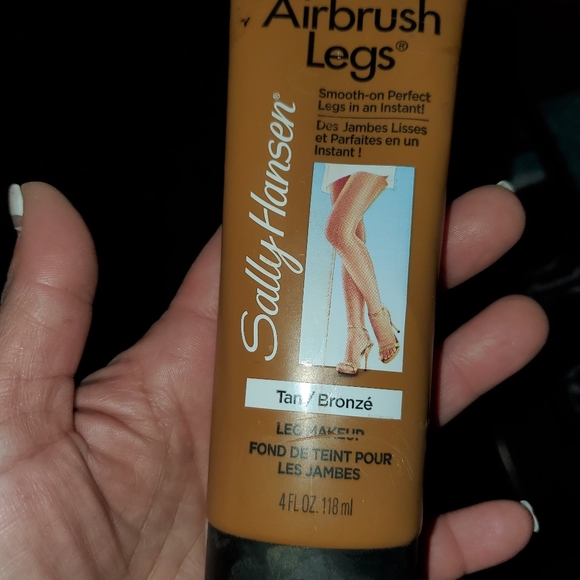 Airbrush
Legs®
Smooth-on Perfect
Legs in an Instant!
Des Jambes Lisses
et Parfaites en un
Instant !
Sally Hansen®
Tan / Bronzé
LEG MAKEUP
FOND DE TEINT POUR
LES JAMBES
4 FL OZ. 118 ml